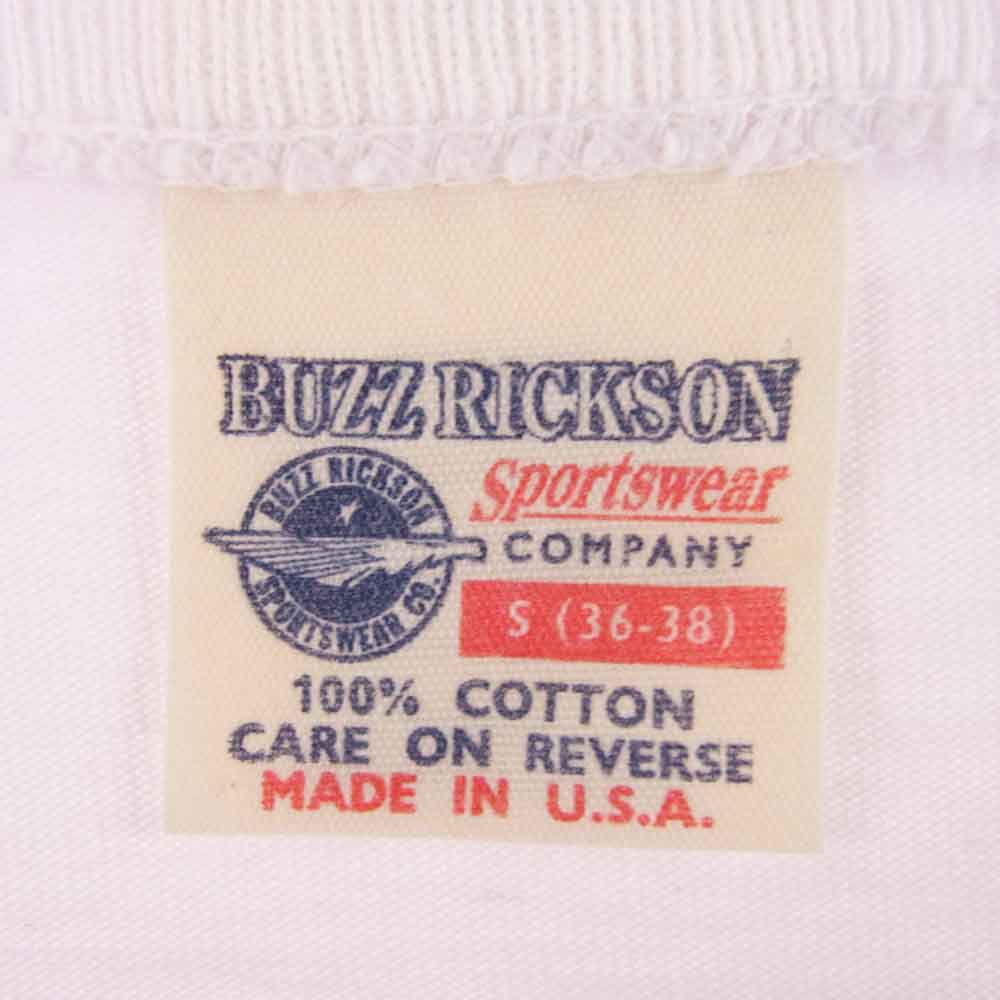 BUZZ RICKSON
Sportswear
COMPANY
BUZZ RICKSON
SPORTSWEAR CO.
S (36-38)
100% COTTON
CARE ON REVERSE
MADE IN U.S.A.